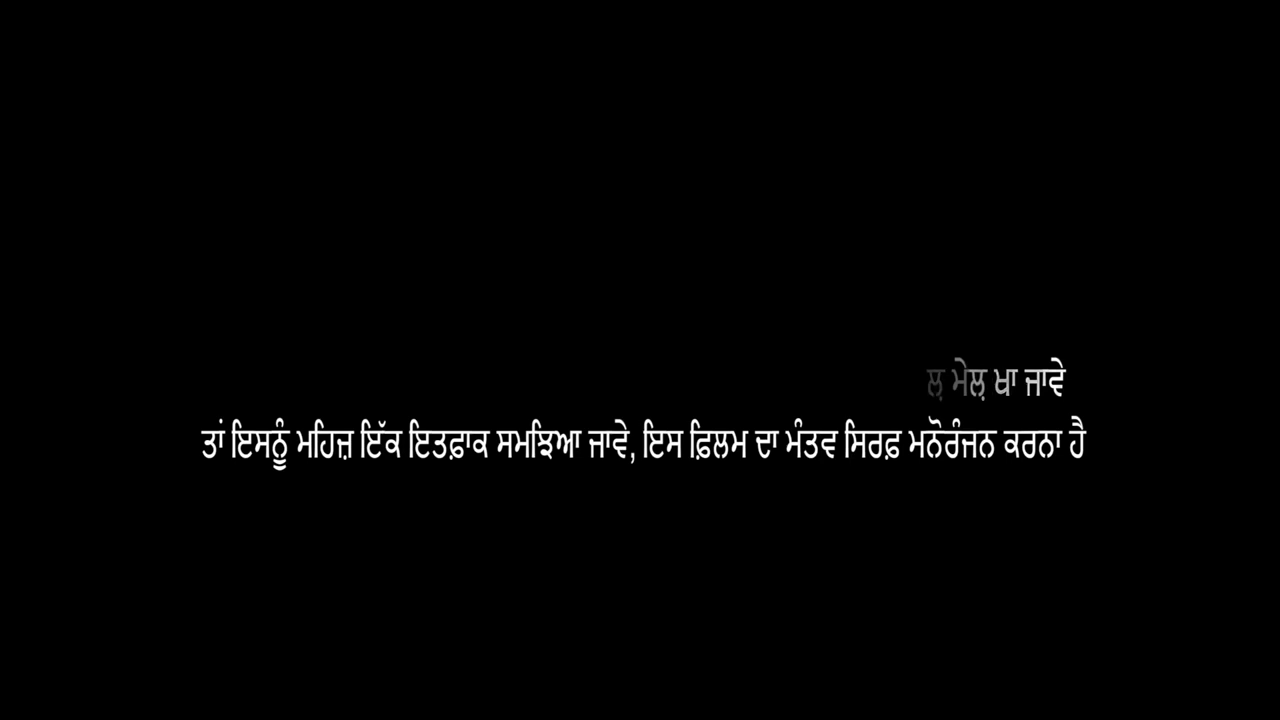 ਲ਼ ਮੇਲ਼ ਖਾ ਜਾਵੇ
ਤਾਂ ਇਸਨੂੰ ਮਹਿਜ਼ ਇੱਕ ਇਤਫ਼ਾਕ ਸਮਝਿਆ ਜਾਵੇ, ਇਸ ਫ਼ਿਲਮ ਦਾ ਮੰਤਵ ਸਿਰਫ਼ ਮਨੋਰੰਜਨ ਕਰਨਾ ਹੈ